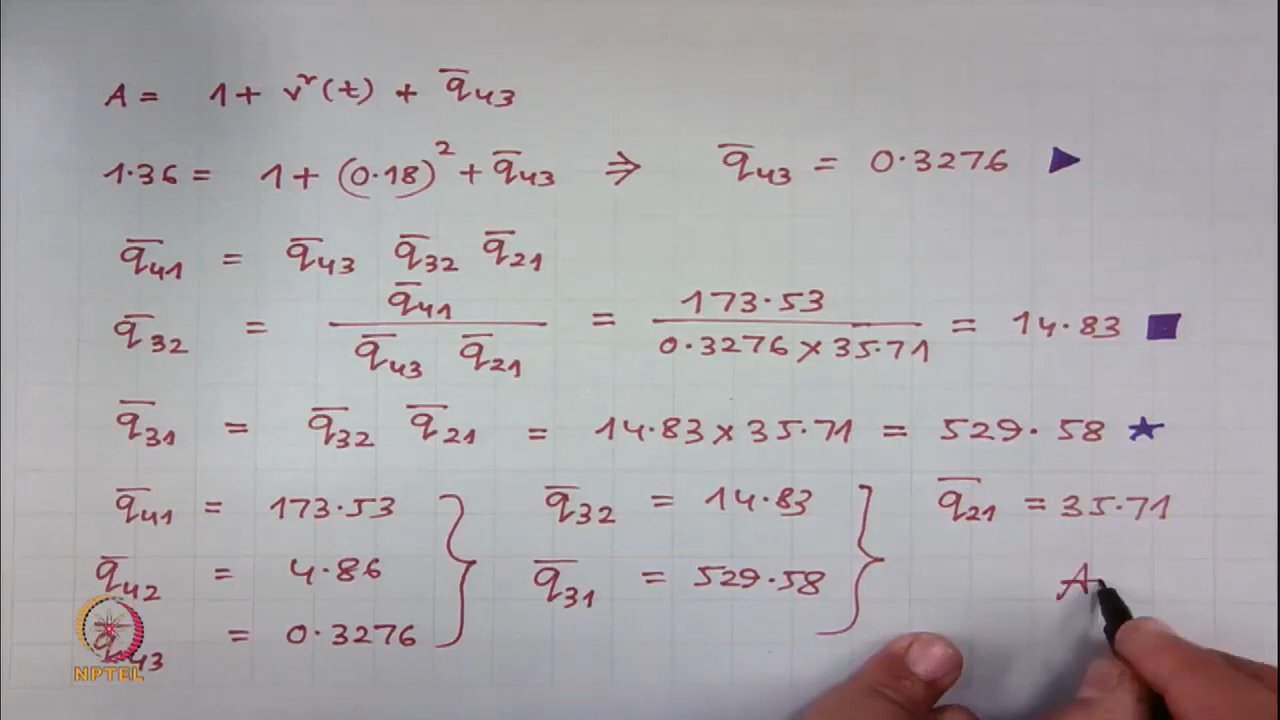 A = 1 + γ²(t) + q̅43
1.36 = 1 + (0.18)² + q̅43 ⇒ q̅43 = 0.3276
q̅41 = q̅43 q̅32 q̅21
q̅32 = q̅41 / q̅43 q̅21 = 173.53 / 0.3276 × 35.71 = 14.83
q̅31 = q̅32 q̅21 = 14.83 × 35.71 = 529.58 ★
q̅41 = 173.53 q̅32 = 14.83 q̅21 = 35.71
q̅42 = 4.86 q̅31 = 529.58 A
q̅43 = 0.3276
NPTEL